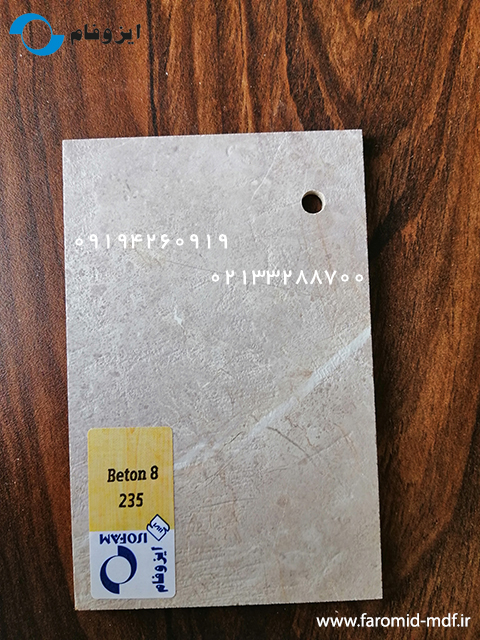 ایزوفام
۰۹۱۹۴۲۶۰۹۱۹
۰۲۱۳۳۲۸۸۷۰۰
Beton 8
235
ISOFAM
ایزوفام
www.faromid-mdf.ir